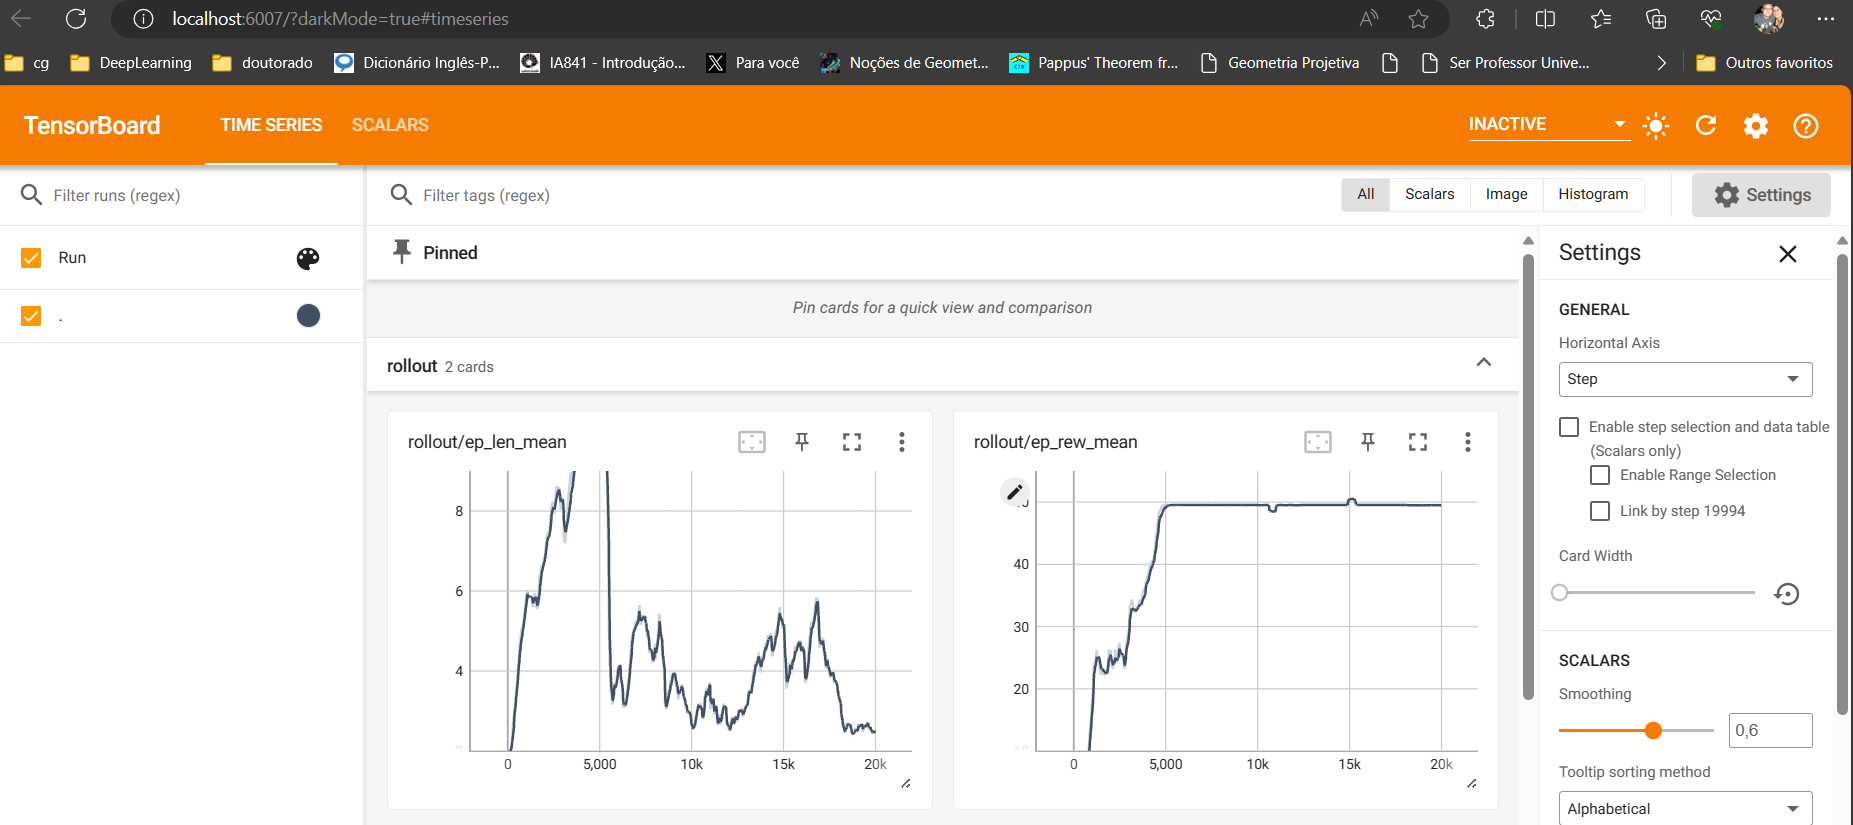 localhost:6007/?darkMode=true#timeseries
cg DeepLearning doutorado Dicionário Inglês-P... IA841 - Introdução... Para você Noções de Geomet... Pappus' Theorem fr... Geometria Projetiva Ser Professor Unive... Outros favoritos
TensorBoard TIME SERIES SCALARS INACTIVE
Filter runs (regex)
Run
.
Filter tags (regex)
All Scalars Image Histogram Settings
Pinned
Pin cards for a quick view and comparison
rollout 2 cards
rollout/ep_len_mean
8
6
4
0 5,000 10k 15k 20k
rollout/ep_rew_mean
40
30
20
0 5,000 10k 15k 20k
Settings
GENERAL
Horizontal Axis
Step
Enable step selection and data table
(Scalars only)
Enable Range Selection
Link by step 19994
Card Width
SCALARS
Smoothing
0,6
Tooltip sorting method
Alphabetical